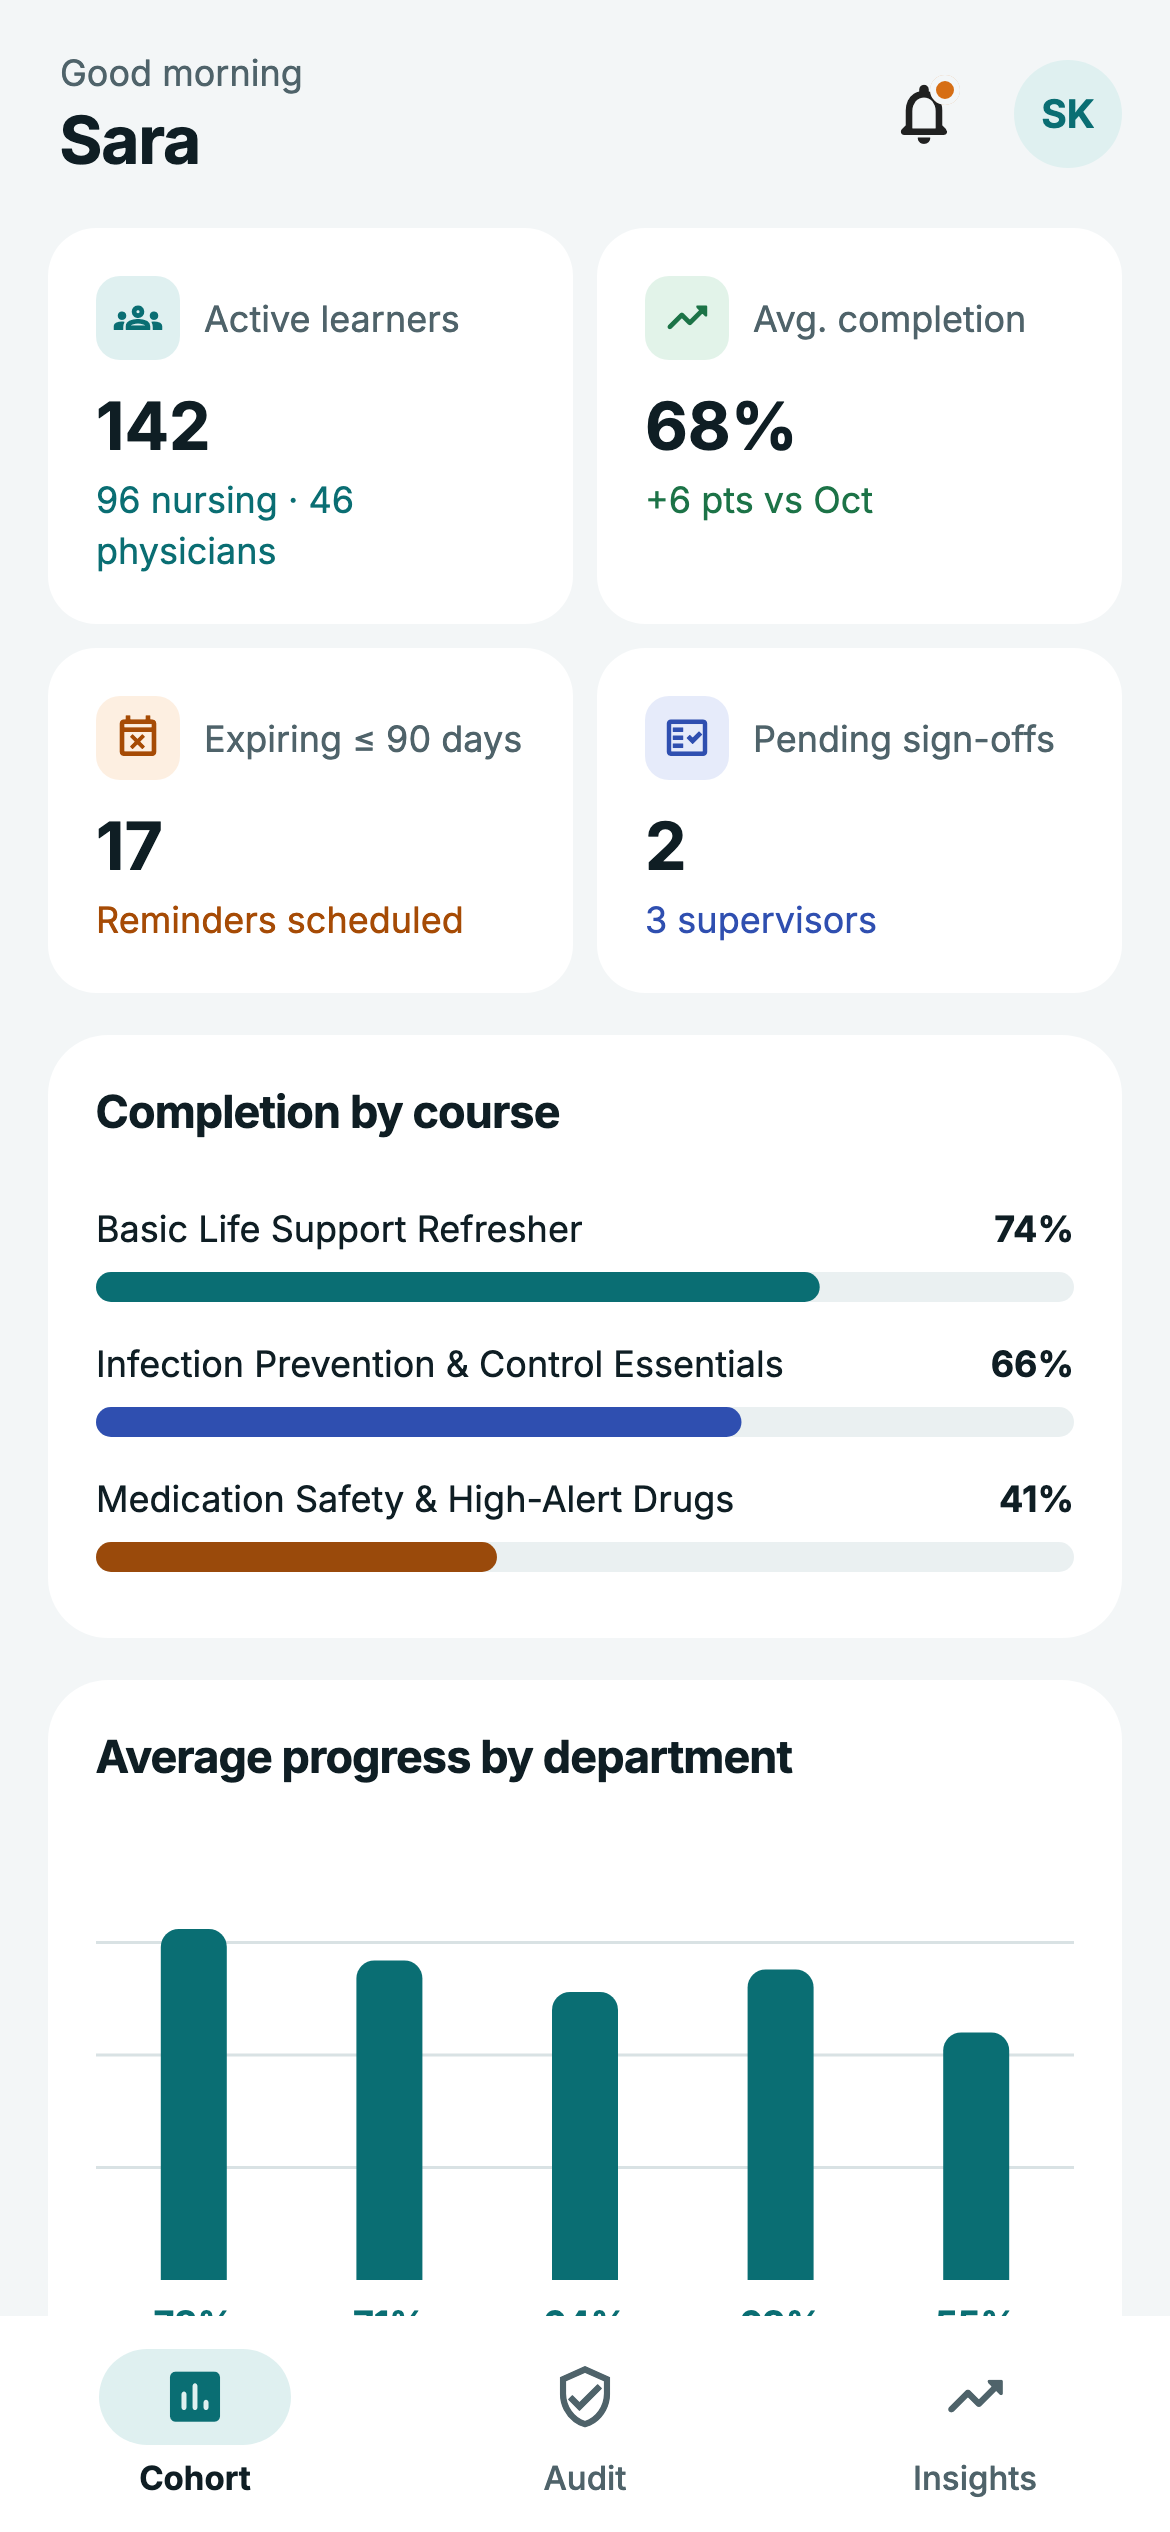 Good morning
Sara
SK
Active learners
142
96 nursing · 46
physicians
Avg. completion
68%
+6 pts vs Oct
Expiring ≤ 90 days
17
Reminders scheduled
Pending sign-offs
2
3 supervisors
Completion by course
Basic Life Support Refresher 74%
Infection Prevention & Control Essentials 66%
Medication Safety & High-Alert Drugs 41%
Average progress by department
Cohort Audit Insights